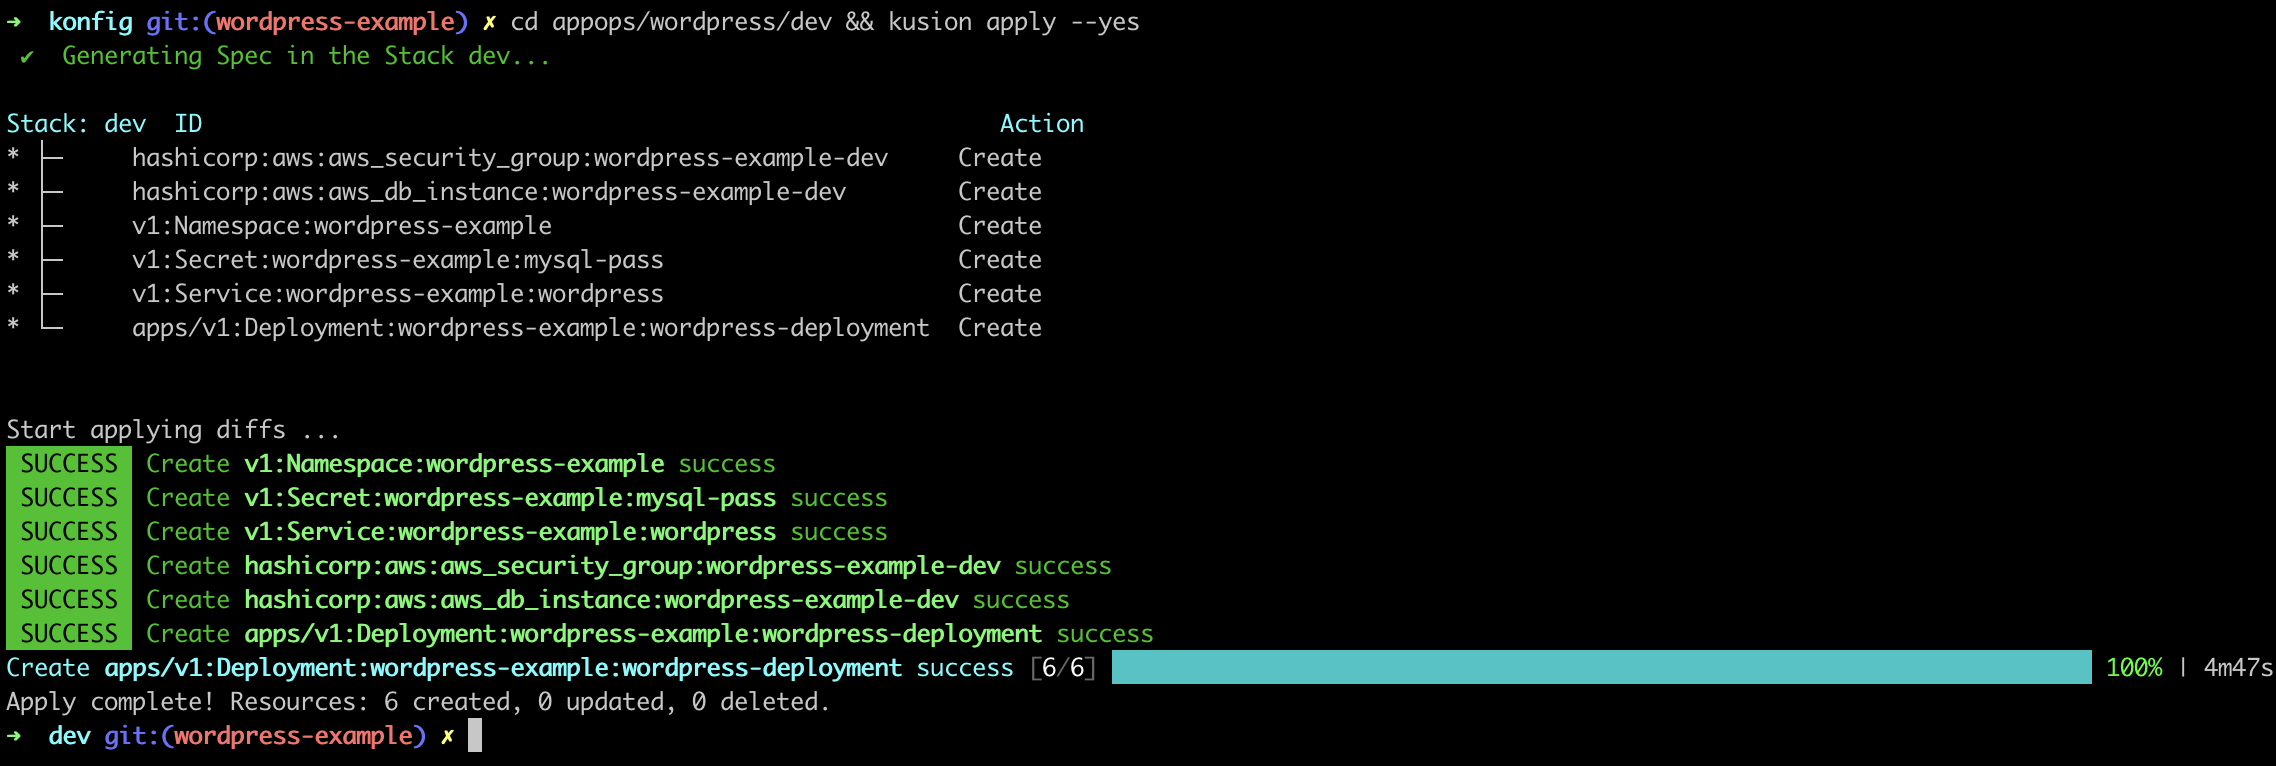 ➜  konfig git:(wordpress-example) ✗ cd appops/wordpress/dev && kusion apply --yes
 ✔  Generating Spec in the Stack dev...
Stack: dev  ID                                                         Action
* ├─     hashicorp:aws:aws_security_group:wordpress-example-dev     Create
* ├─     hashicorp:aws:aws_db_instance:wordpress-example-dev        Create
* ├─     v1:Namespace:wordpress-example                             Create
* ├─     v1:Secret:wordpress-example:mysql-pass                     Create
* ├─     v1:Service:wordpress-example:wordpress                     Create
* └─     apps/v1:Deployment:wordpress-example:wordpress-deployment  Create
Start applying diffs ...
 SUCCESS  Create v1:Namespace:wordpress-example success
 SUCCESS  Create v1:Secret:wordpress-example:mysql-pass success
 SUCCESS  Create v1:Service:wordpress-example:wordpress success
 SUCCESS  Create hashicorp:aws:aws_security_group:wordpress-example-dev success
 SUCCESS  Create hashicorp:aws:aws_db_instance:wordpress-example-dev success
 SUCCESS  Create apps/v1:Deployment:wordpress-example:wordpress-deployment success
Create apps/v1:Deployment:wordpress-example:wordpress-deployment success [6/6] 100% | 4m47s
Apply complete! Resources: 6 created, 0 updated, 0 deleted.
➜  dev git:(wordpress-example) ✗